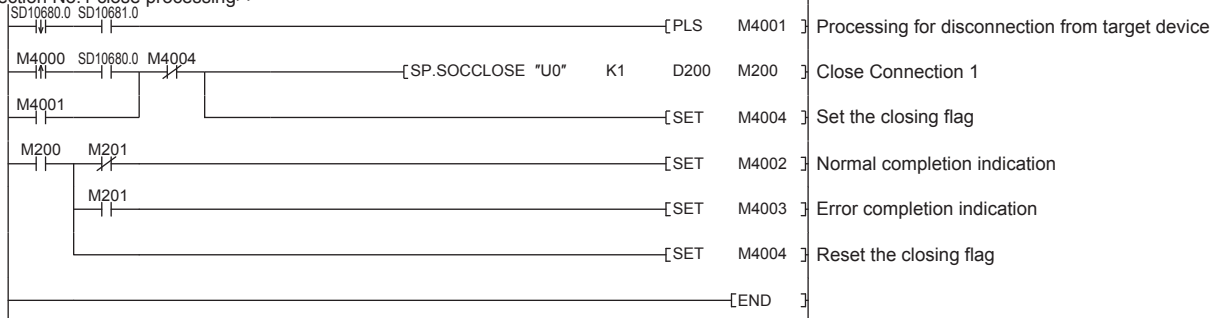 SD10680.0 SD10681.0 [PLS M4001 ] Processing for disconnection from target device
M4000 SD10680.0 M4004 [SP.SOCCLOSE "U0" K1 D200 M200 ] Close Connection 1
M4001 [SET M4004 ] Set the closing flag
M200 M201 [SET M4002 ] Normal completion indication
M201 [SET M4003 ] Error completion indication
[SET M4004 ] Reset the closing flag
[END ]